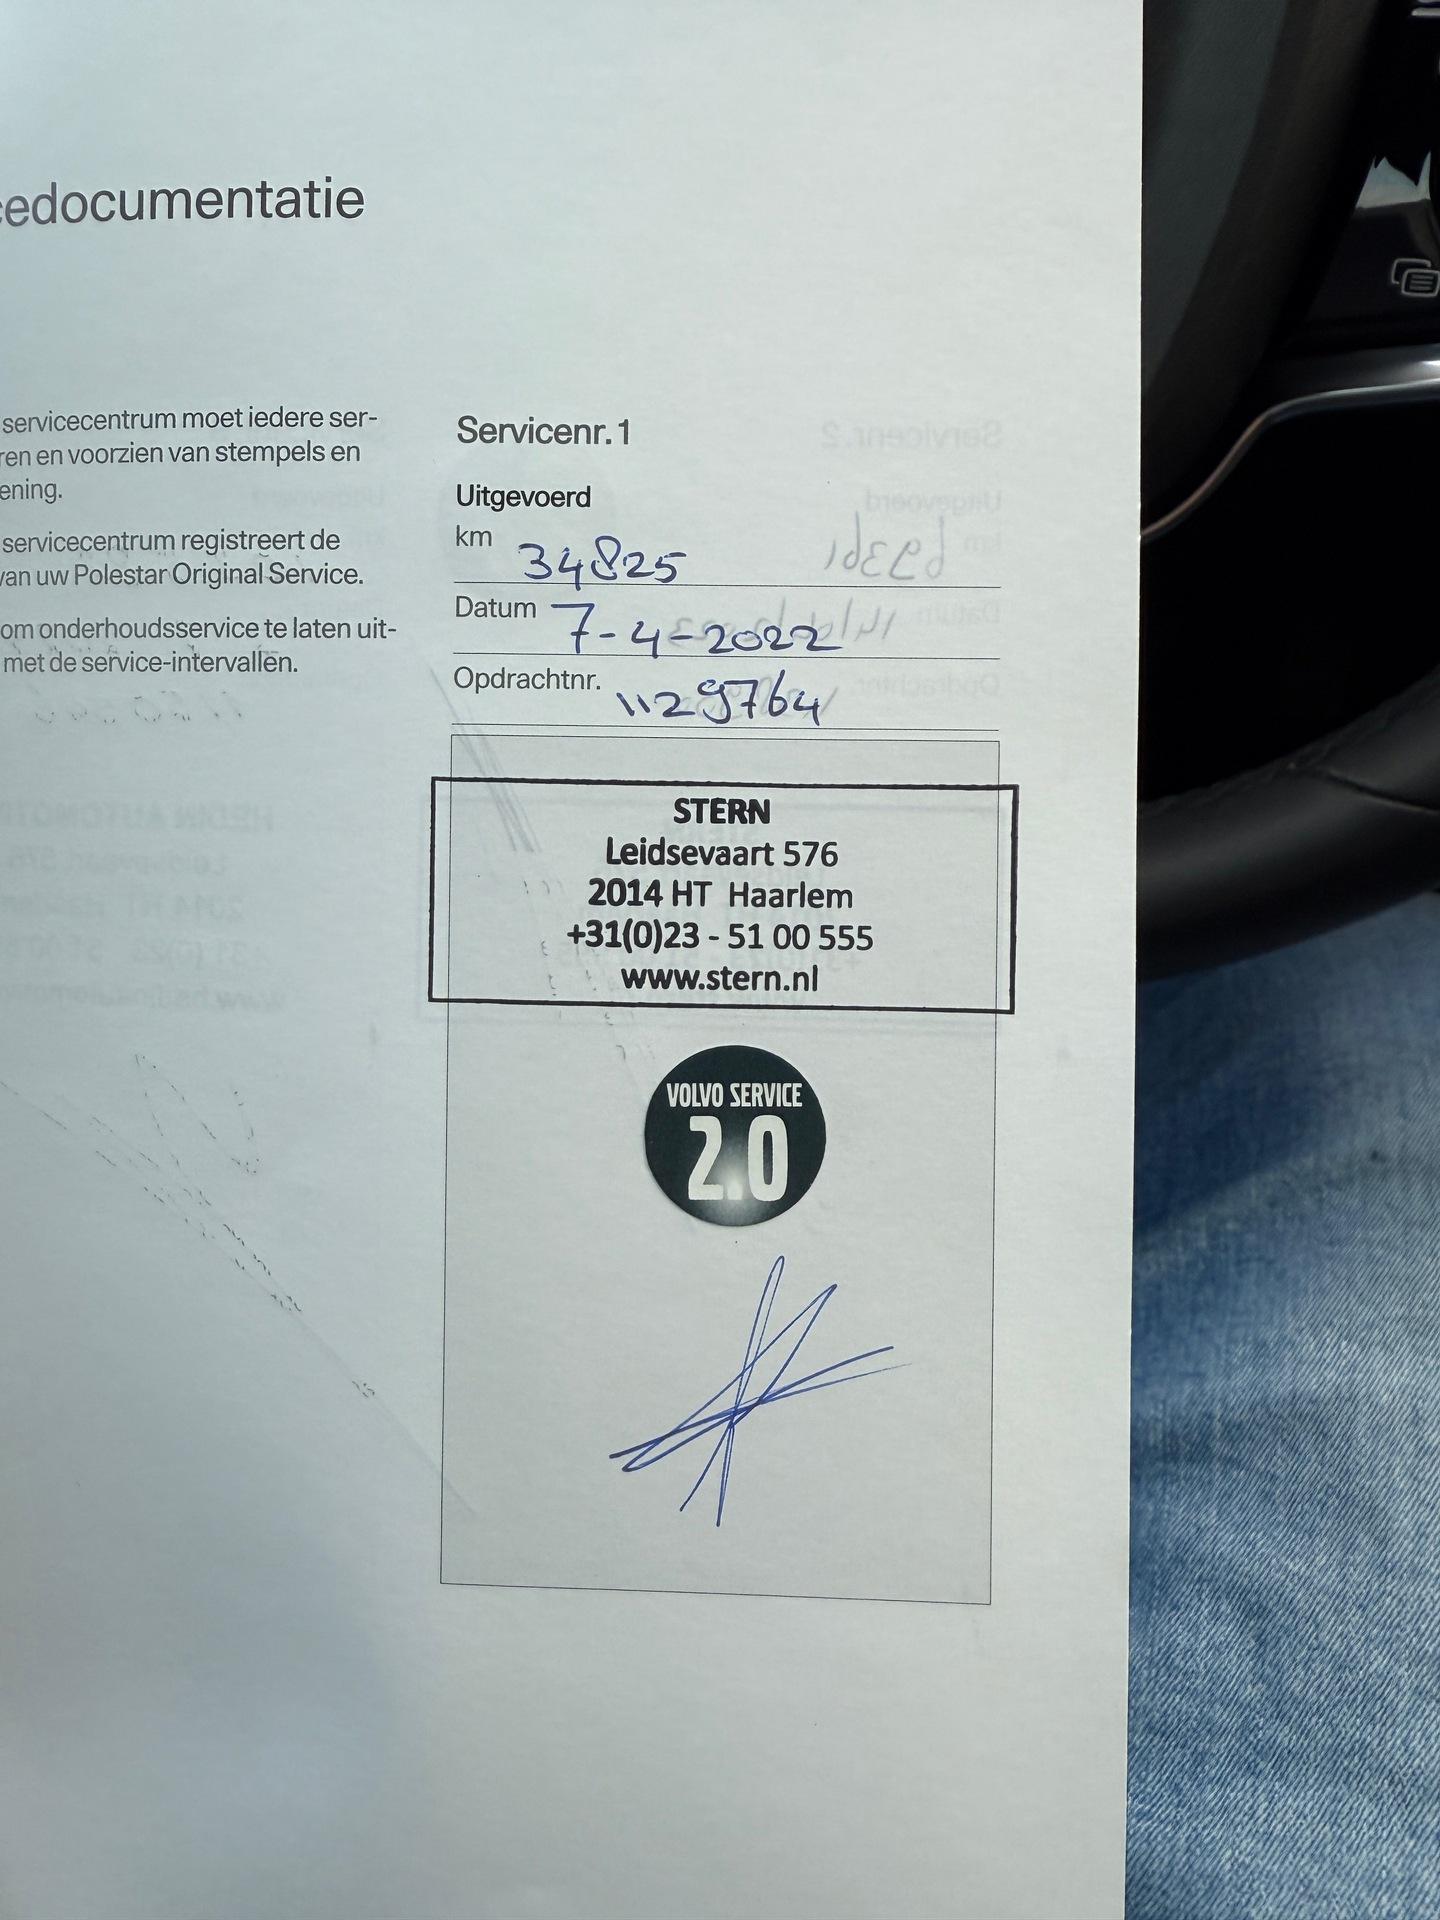 cedocumentatie
servicecentrum moet iedere ser-
ren en voorzien van stempels en
ening.
servicecentrum registreert de
van uw Polestar Original Service.
om onderhoudsservice te laten uit-
met de service-intervallen.
Servicenr. 1
Uitgevoerd
km 34825
Datum 7-4-2022
Opdrachtnr. 1129764
STERN
Leidsevaart 576
2014 HT Haarlem
+31(0)23 - 51 00 555
www.stern.nl
VOLVO SERVICE
2.0